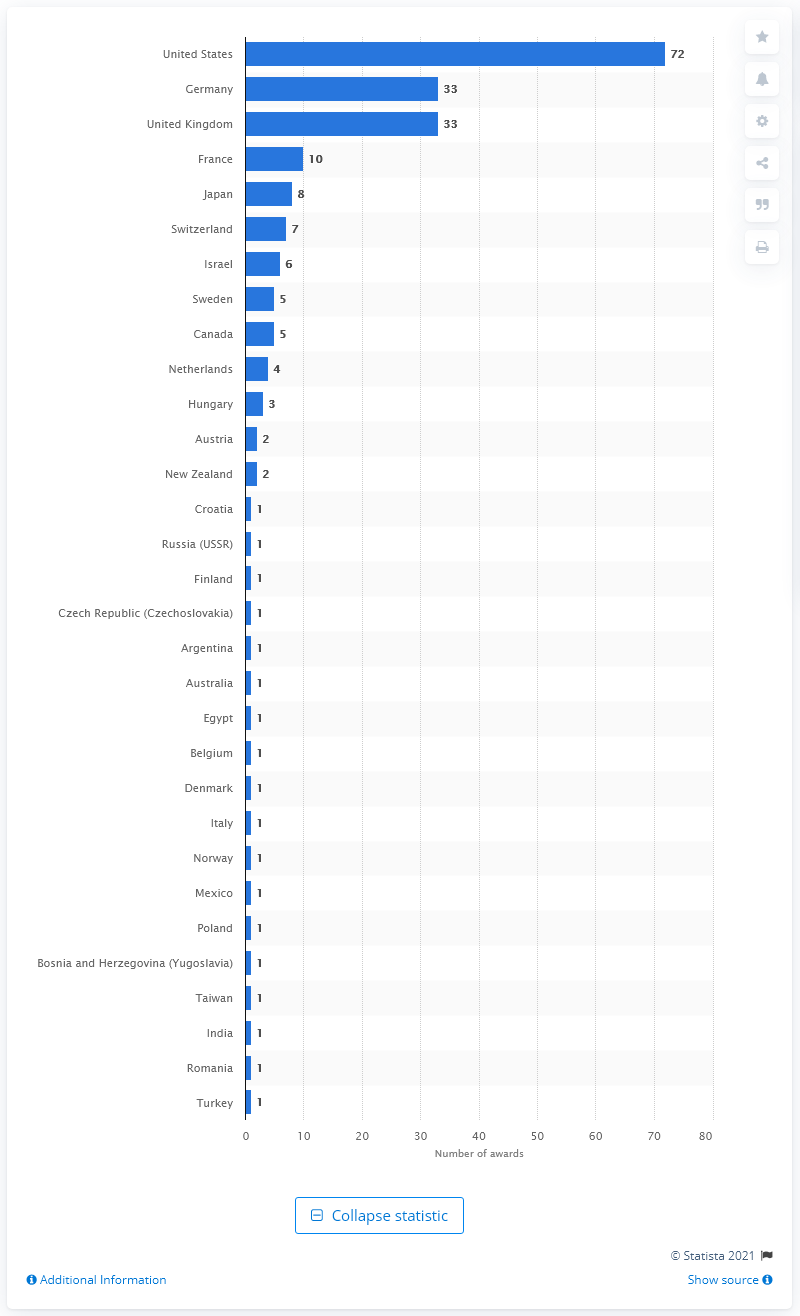 United States 72
Germany 33
United Kingdom 33
France 10
Japan 8
Switzerland 7
Israel 6
Sweden 5
Canada 5
Netherlands 4
Hungary 3
Austria 2
New Zealand 2
Croatia 1
Russia (USSR) 1
Finland 1
Czech Republic (Czechoslovakia) 1
Argentina 1
Australia 1
Egypt 1
Belgium 1
Denmark 1
Italy 1
Norway 1
Mexico 1
Poland 1
Bosnia and Herzegovina (Yugoslavia) 1
Taiwan 1
India 1
Romania 1
Turkey 1
0 10 20 30 40 50 60 70 80
Number of awards
Collapse statistic
© Statista 2021
Additional Information Show source